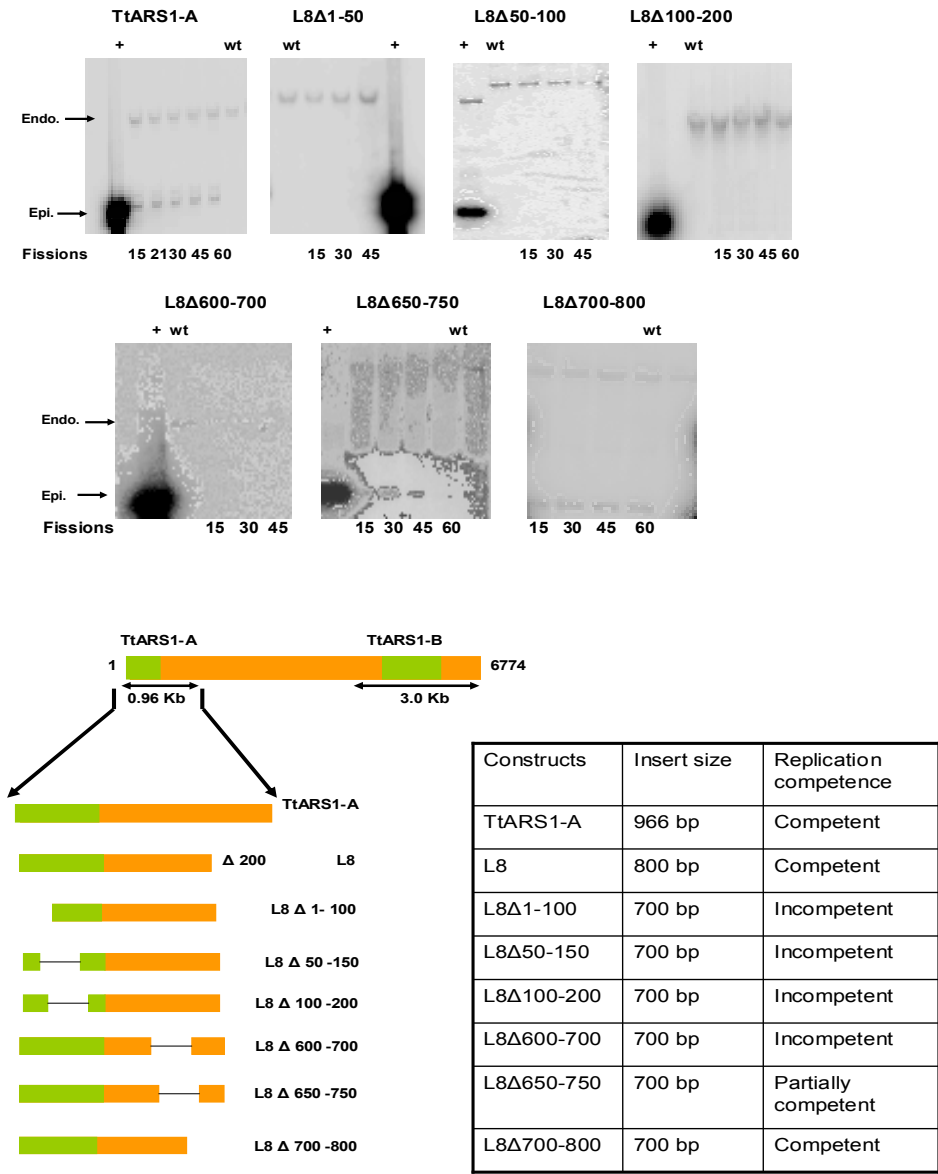 TtARS1-A L8Δ1-50 L8Δ50-100 L8Δ100-200
+ wt wt + + wt + wt
Endo.
Epi.
Fissions 15 2130 45 60 15 30 45 15 30 45 15 30 45 60
L8Δ600-700 L8Δ650-750 L8Δ700-800
+ wt + wt wt
Endo.
Epi.
Fissions 15 30 45 15 30 45 60 15 30 45 60
TtARS1-A TtARS1-B
1 6774
0.96 Kb 3.0 Kb
TtARS1-A
Δ 200 L8
L8 Δ 1- 100
L8 Δ 50 -150
L8 Δ 100 -200
L8 Δ 600 -700
L8 Δ 650 -750
L8 Δ 700 -800
Constructs Insert size Replication competence
TtARS1-A 966 bp Competent
L8 800 bp Competent
L8Δ1-100 700 bp Incompetent
L8Δ50-150 700 bp Incompetent
L8Δ100-200 700 bp Incompetent
L8Δ600-700 700 bp Incompetent
L8Δ650-750 700 bp Partially competent
L8Δ700-800 700 bp Competent